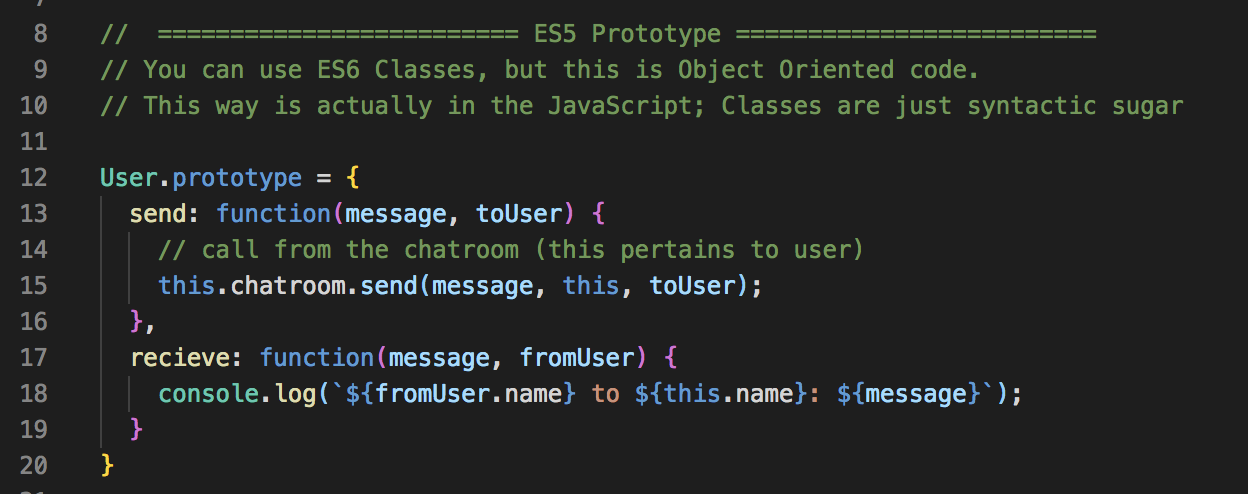 8 // ========================= ES5 Prototype =========================
9 // You can use ES6 Classes, but this is Object Oriented code.
10 // This way is actually in the JavaScript; Classes are just syntactic sugar
11
12 User.prototype = {
13 send: function(message, toUser) {
14 // call from the chatroom (this pertains to user)
15 this.chatroom.send(message, this, toUser);
16 },
17 recieve: function(message, fromUser) {
18 console.log(`${fromUser.name} to ${this.name}: ${message}`);
19 }
20 }